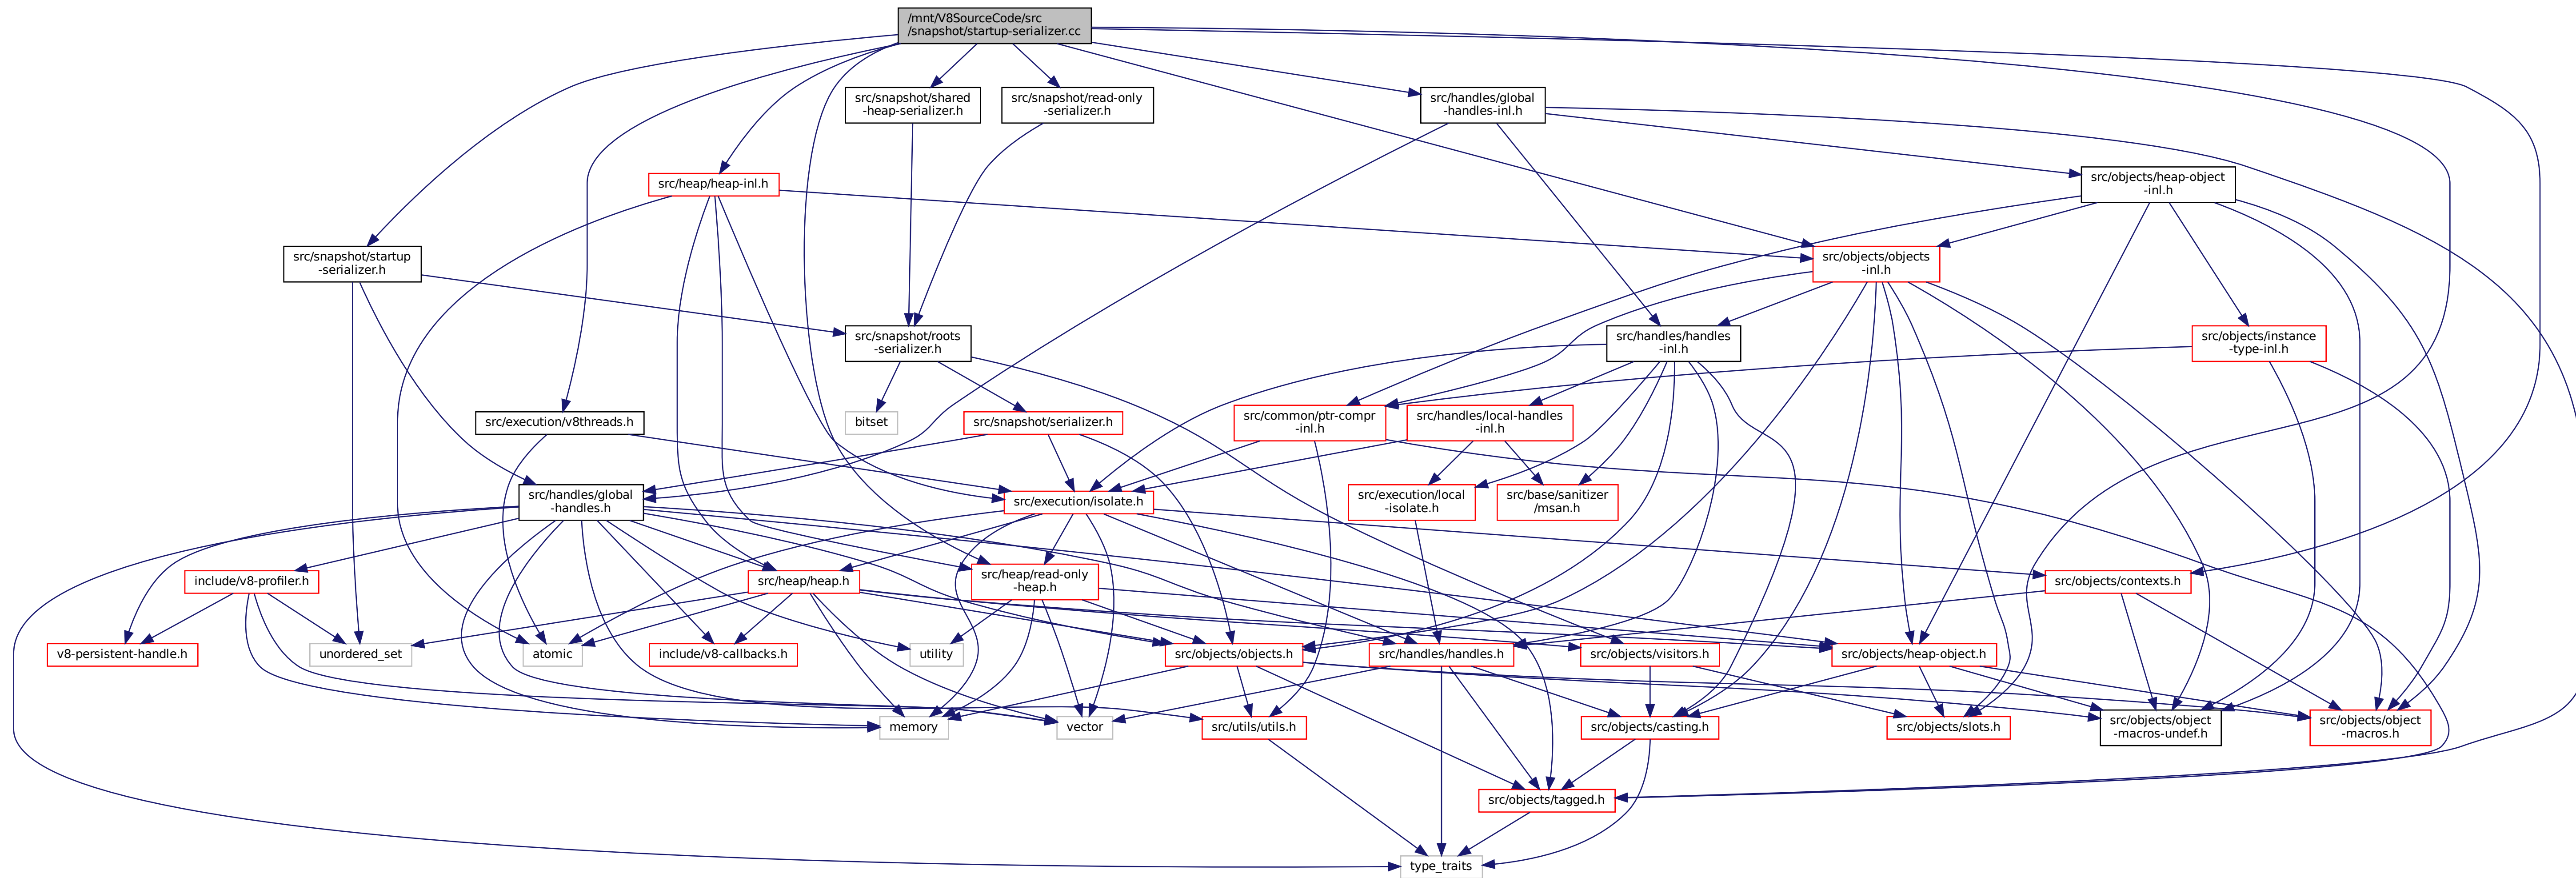 /mnt/V8SourceCode/src
/snapshot/startup-serializer.cc
src/snapshot/shared
-heap-serializer.h
src/snapshot/read-only
-serializer.h
src/handles/global
-handles-inl.h
src/heap/heap-inl.h
src/objects/heap-object
-inl.h
src/snapshot/startup
-serializer.h
src/objects/objects
-inl.h
src/snapshot/roots
-serializer.h
src/handles/handles
-inl.h
src/objects/instance
-type-inl.h
src/execution/v8threads.h
bitset
src/snapshot/serializer.h
src/common/ptr-compr
-inl.h
src/handles/local-handles
-inl.h
src/handles/global
-handles.h
src/execution/isolate.h
src/execution/local
-isolate.h
src/base/sanitizer
/msan.h
include/v8-profiler.h
src/heap/heap.h
src/heap/read-only
-heap.h
src/objects/contexts.h
v8-persistent-handle.h
unordered_set
atomic
include/v8-callbacks.h
utility
src/objects/objects.h
src/handles/handles.h
src/objects/visitors.h
src/objects/heap-object.h
memory
vector
src/utils/utils.h
src/objects/casting.h
src/objects/slots.h
src/objects/object
-macros-undef.h
src/objects/object
-macros.h
src/objects/tagged.h
type_traits